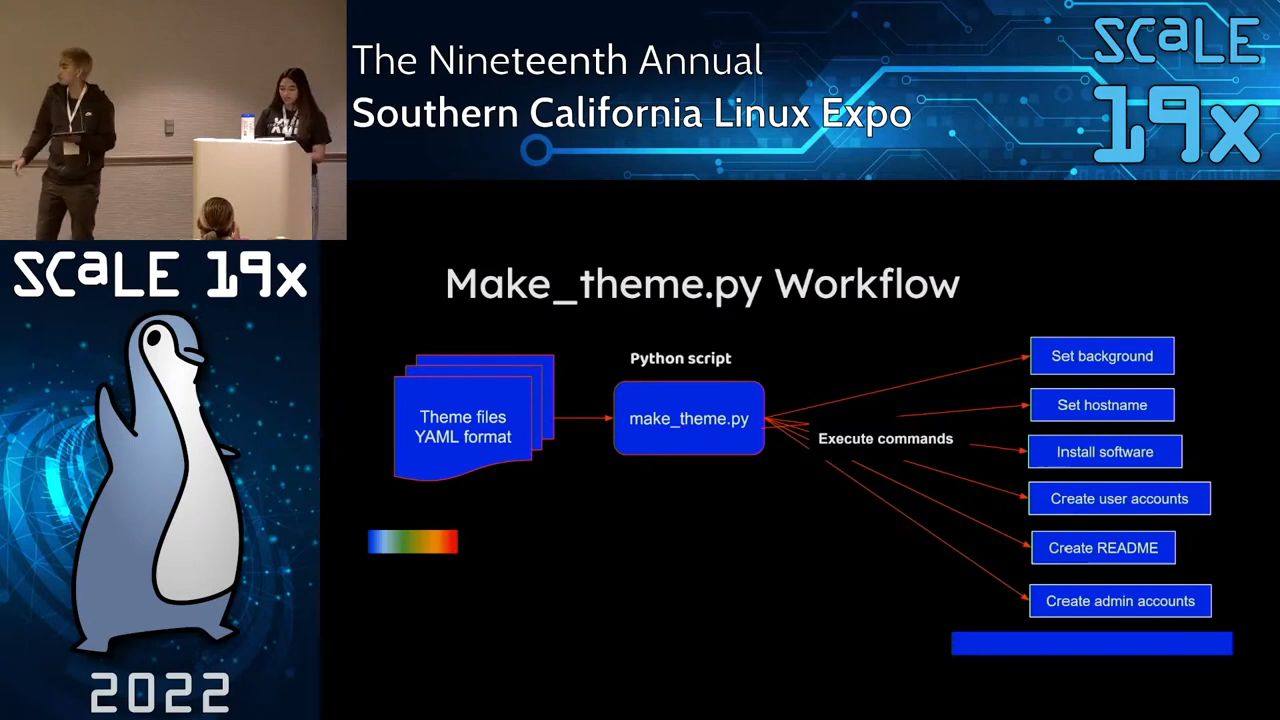 The Nineteenth Annual
Southern California Linux Expo
SCaLE
19x
SCaLE 19x
2022
Make_theme.py Workflow
Python script
Theme files
YAML format
make_theme.py
Execute commands
Set background
Set hostname
Install software
Create user accounts
Create README
Create admin accounts